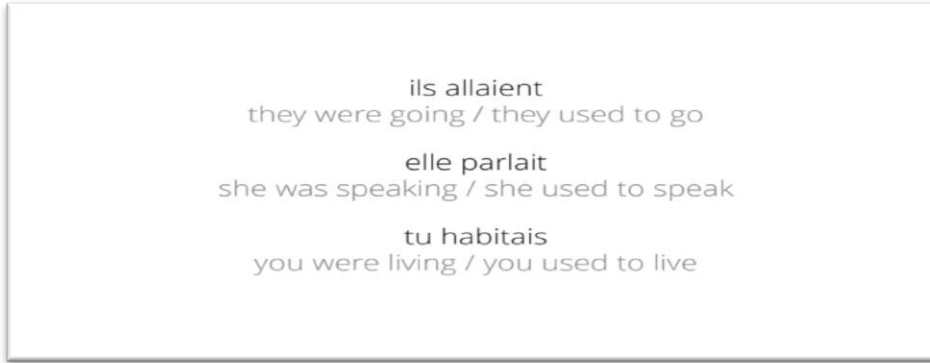 ils allaient
they were going / they used to go
elle parlait
she was speaking / she used to speak
tu habitais
you were living / you used to live